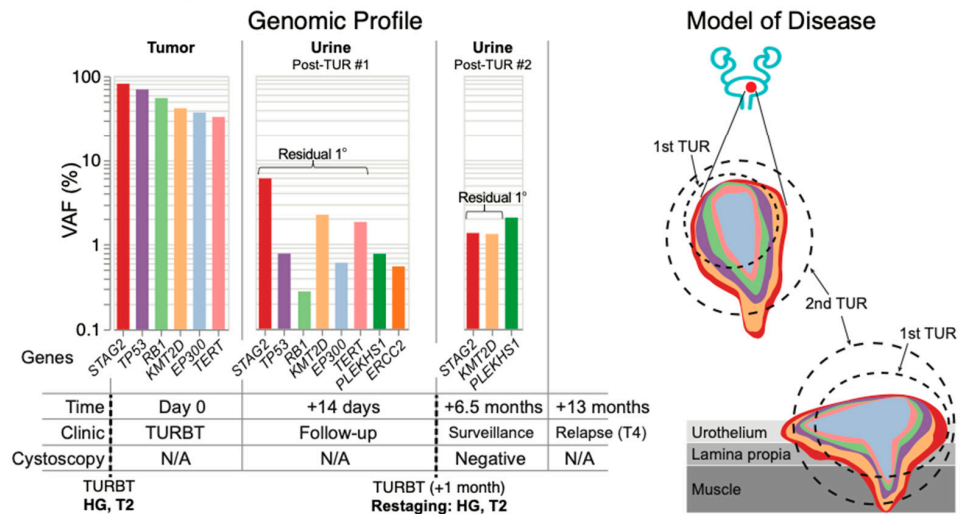 Genomic Profile
Model of Disease
Tumor
Urine
Post-TUR #1
Urine
Post-TUR #2
VAF (%)
100
10
1
0.1
Residual 1°
Residual 1°
Genes
STAG2
TP53
RB1
KMT2D
EP300
TERT
STAG2
TP53
RB1
KMT2D
EP300
TERT
PLEKHS1
ERCC2
STAG2
KMT2D
PLEKHS1
Time Day 0 +14 days +6.5 months +13 months
Clinic TURBT Follow-up Surveillance Relapse (T4)
Cystoscopy N/A N/A Negative N/A
TURBT
HG, T2
TURBT (+1 month)
Restaging: HG, T2
1st TUR
2nd TUR
1st TUR
Urothelium
Lamina propia
Muscle